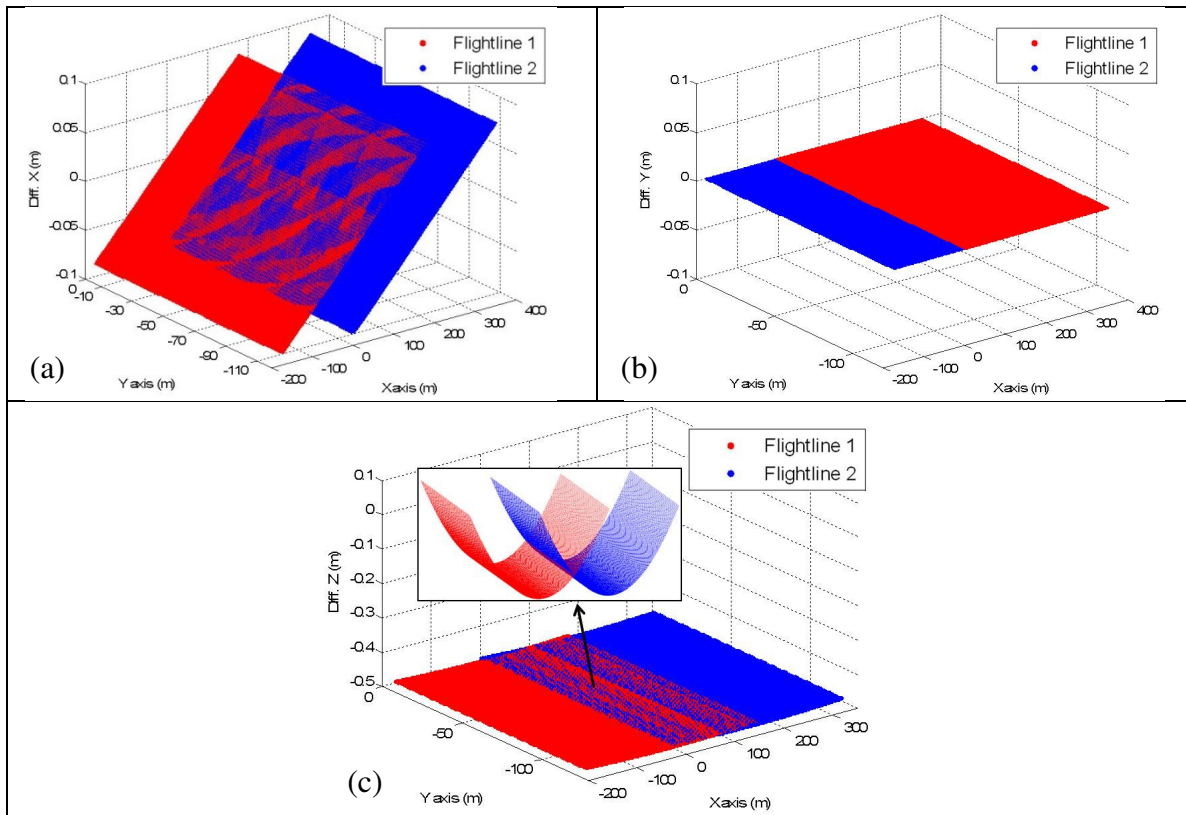 Flightline 1
Flightline 2
0.1
0.05
0
-0.05
-0.1
Diff. X (m)
0
-10
-30
-50
-70
-90
-110
Y axis (m)
-200
-100
0
100
200
300
400
X axis (m)
(a)
Flightline 1
Flightline 2
0.1
0.05
0
-0.05
-0.1
Diff. Y (m)
0
-50
-100
Y axis (m)
-200
-100
0
100
200
300
400
X axis (m)
(b)
Flightline 1
Flightline 2
0.1
0
-0.1
-0.2
-0.3
-0.4
-0.5
Diff. Z (m)
0
-50
-100
Y axis (m)
-200
-100
0
100
200
300
X axis (m)
(c)